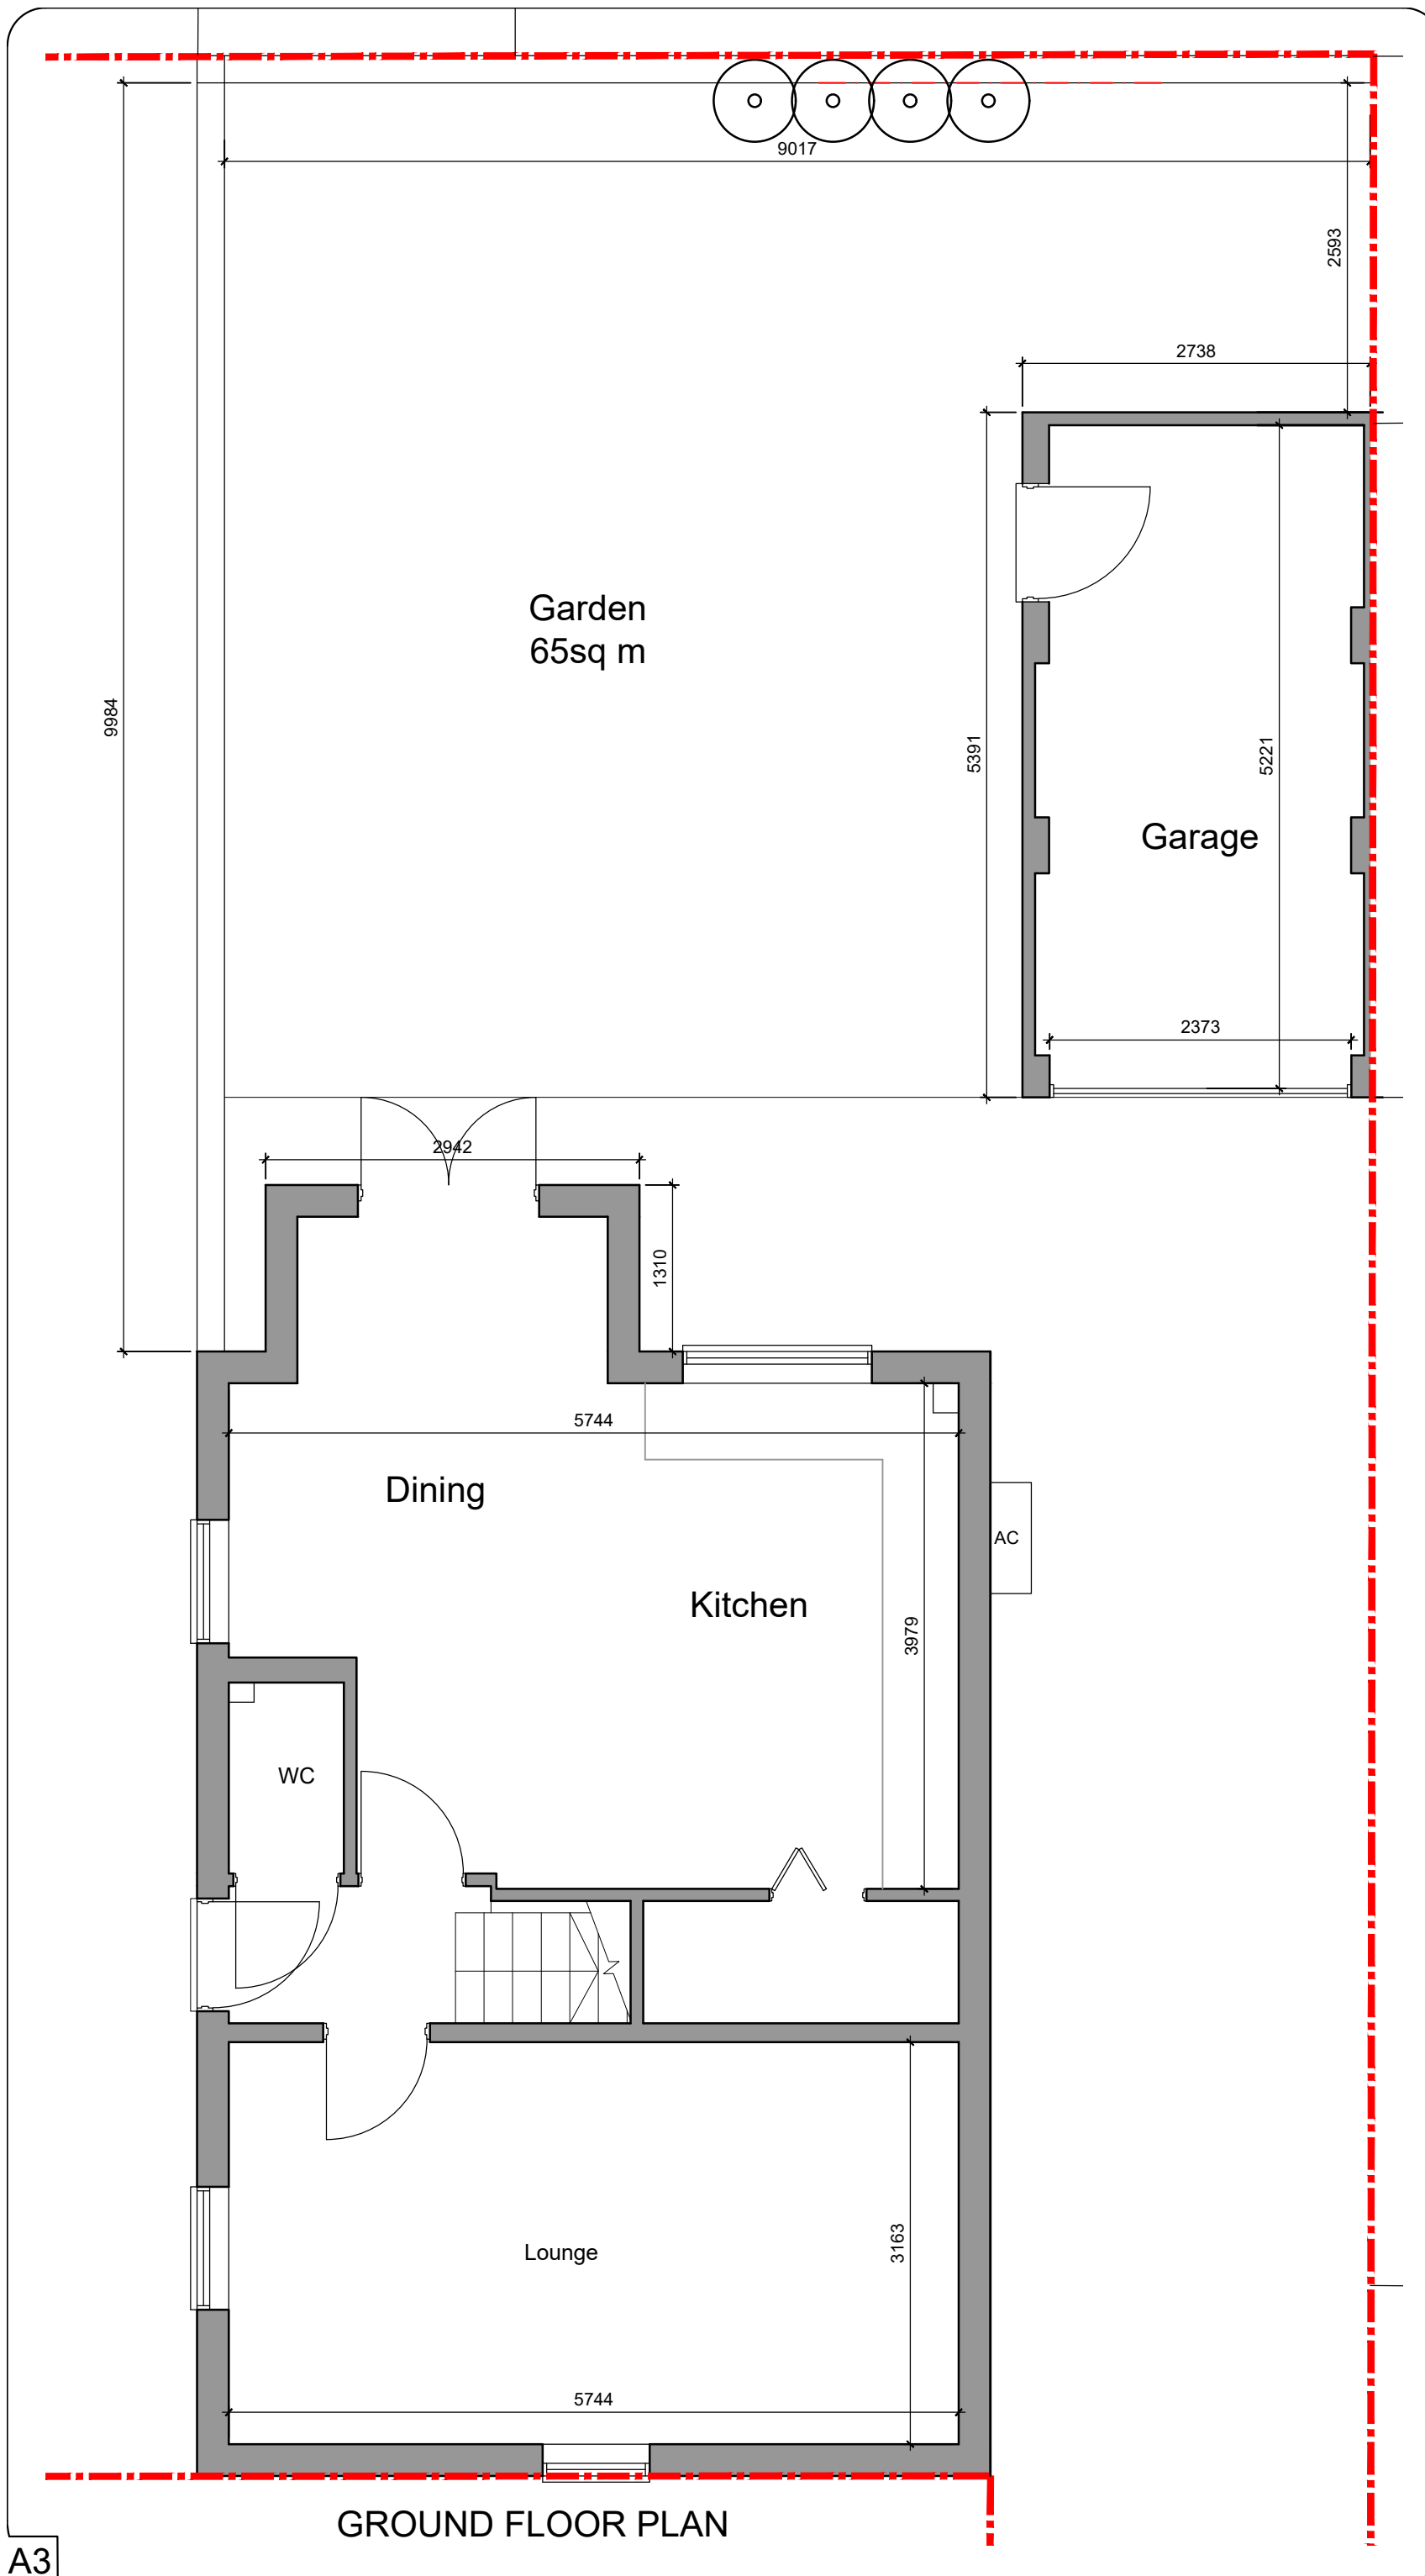 9017
2593
2738
Garden
65sq m
9984
5391
5221
Garage
2373
2942
1310
5744
Dining
AC
Kitchen
3979
WC
Lounge
3163
5744
GROUND FLOOR PLAN
A3